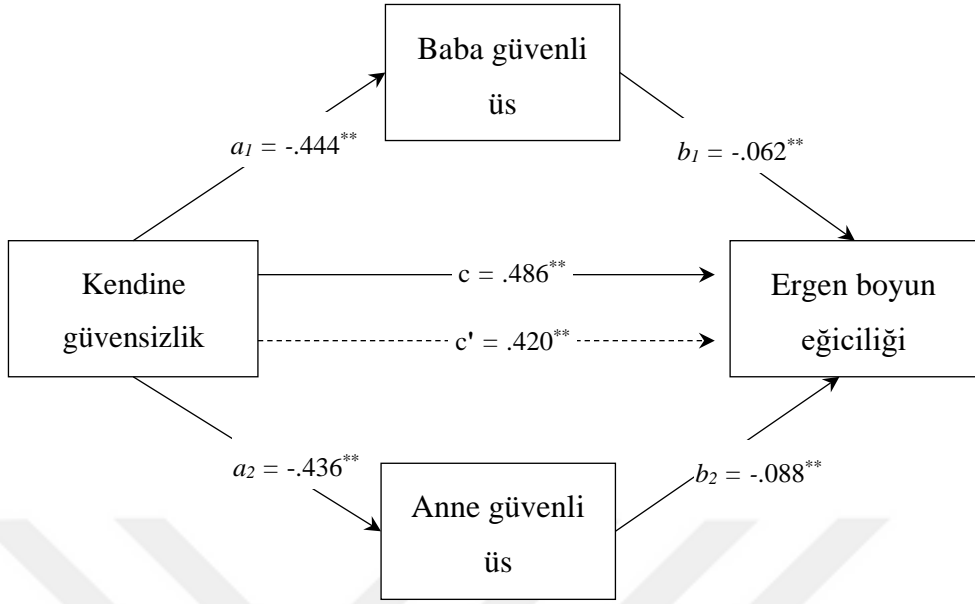 Baba güvenli
üs
a₁ = -.444**
b₁ = -.062**
Kendine
güvensizlik
c = .486**
c' = .420**
Ergen boyun
eğiciliği
a₂ = -.436**
b₂ = -.088**
Anne güvenli
üs